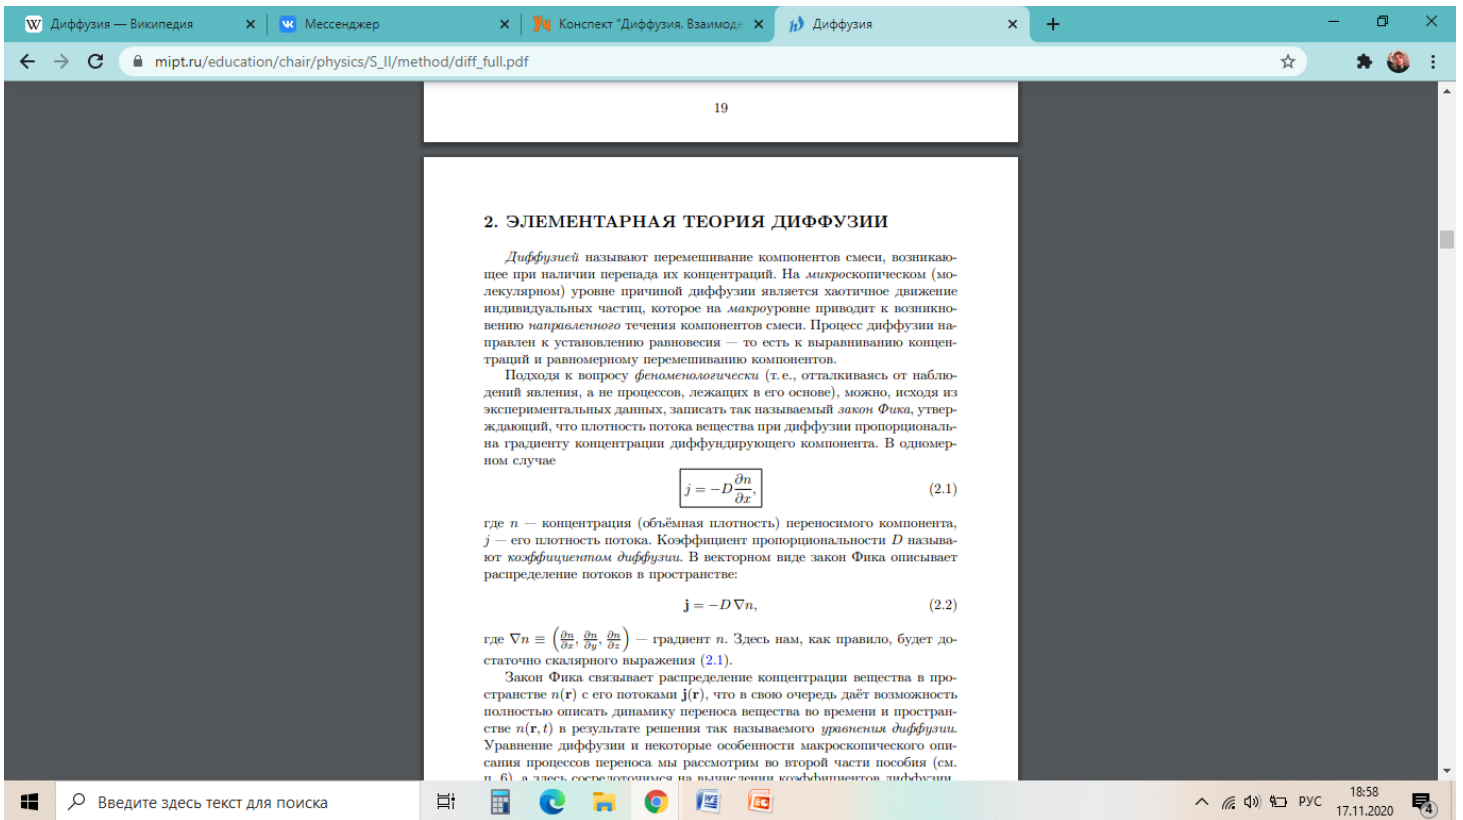 Диффузия — Википедия
Мессенджер
Конспект "Диффузия. Взаимоде
Диффузия
mipt.ru/education/chair/physics/S_II/method/diff_full.pdf
19
2. ЭЛЕМЕНТАРНАЯ ТЕОРИЯ ДИФФУЗИИ
Диффузией называют перемешивание компонентов смеси, возникаю-
щее при наличии перепада их концентраций. На микроскопическом (мо-
лекулярном) уровне причиной диффузии является хаотичное движение
индивидуальных частиц, которое на макроуровне приводит к возникно-
вению направленного течения компонентов смеси. Процесс диффузии на-
правлен к установлению равновесия — то есть к выравниванию концен-
траций и равномерному перемешиванию компонентов.
Подходя к вопросу феноменологически (т. е., отталкиваясь от наблю-
дений явления, а не процессов, лежащих в его основе), можно, исходя из
экспериментальных данных, записать так называемый закон Фика, утвер-
ждающий, что плотность потока вещества при диффузии пропорциональ-
на градиенту концентрации диффундирующего компонента. В одномер-
ном случае
j = −D ∂n/∂x, (2.1)
где n — концентрация (объёмная плотность) переносимого компонента,
j — его плотность потока. Коэффициент пропорциональности D называ-
ют коэффициентом диффузии. В векторном виде закон Фика описывает
распределение потоков в пространстве:
j = −D ∇n, (2.2)
где ∇n ≡ (∂n/∂x, ∂n/∂y, ∂n/∂z) — градиент n. Здесь нам, как правило, будет до-
статочно скалярного выражения (2.1).
Закон Фика связывает распределение концентрации вещества в про-
странстве n(r) с его потоками j(r), что в свою очередь даёт возможность
полностью описать динамику переноса вещества во времени и простран-
стве n(r, t) в результате решения так называемого уравнения диффузии.
Уравнение диффузии и некоторые особенности макроскопического опи-
сания процессов переноса мы рассмотрим во второй части пособия (см.
п. 6), а здесь сосредоточимся на вычислении коэффициентов диффузии
Введите здесь текст для поиска
РУС
18:58
17.11.2020
4